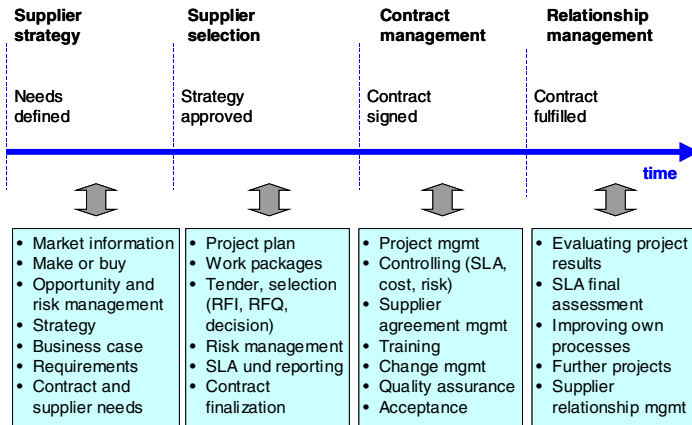 Supplier
strategy
Supplier
selection
Contract
management
Relationship
management
Needs
defined
Strategy
approved
Contract
signed
Contract
fulfilled
time
• Market information
• Make or buy
• Opportunity and
risk management
• Strategy
• Business case
• Requirements
• Contract and
supplier needs
• Project plan
• Work packages
• Tender, selection
(RFI, RFQ,
decision)
• Risk management
• SLA und reporting
• Contract
finalization
• Project mgmt
• Controlling (SLA,
cost, risk)
• Supplier
agreement mgmt
• Training
• Change mgmt
• Quality assurance
• Acceptance
• Evaluating project
results
• SLA final
assessment
• Improving own
processes
• Further projects
• Supplier
relationship mgmt